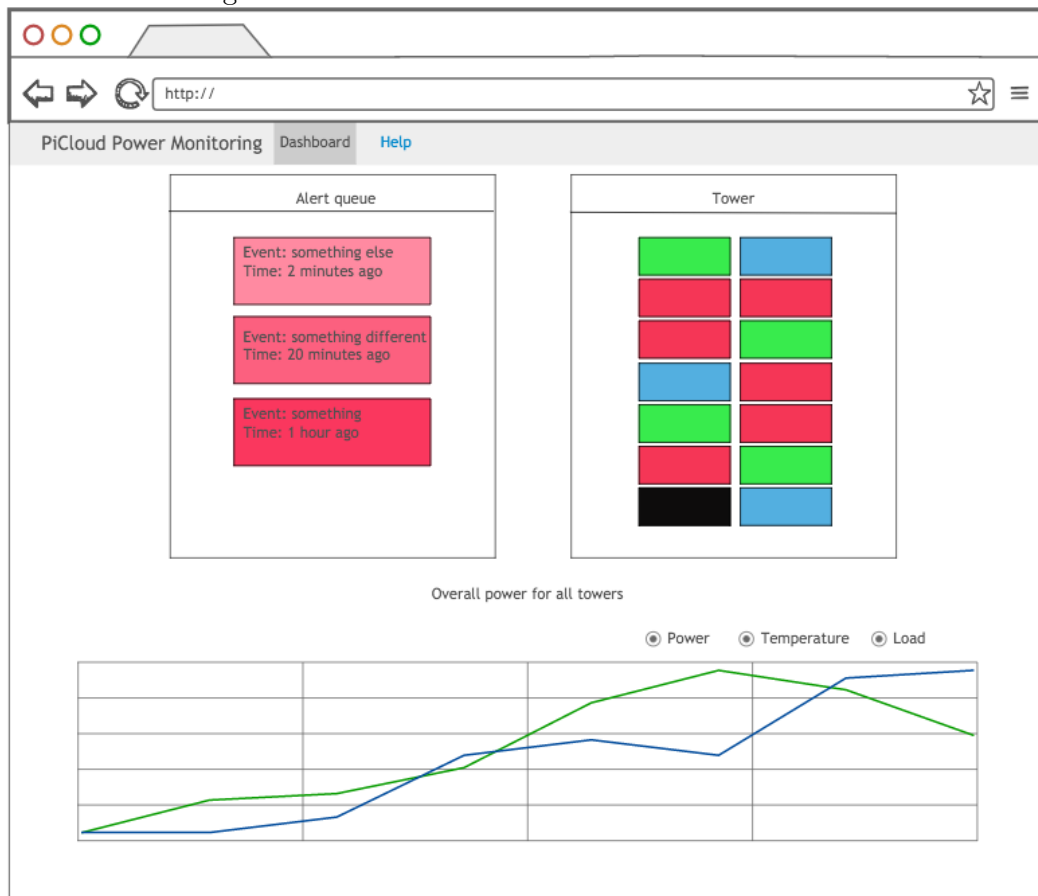 http://
PiCloud Power Monitoring Dashboard Help
Alert queue
Event: something else
Time: 2 minutes ago
Event: something different
Time: 20 minutes ago
Event: something
Time: 1 hour ago
Tower
Overall power for all towers
Power Temperature Load